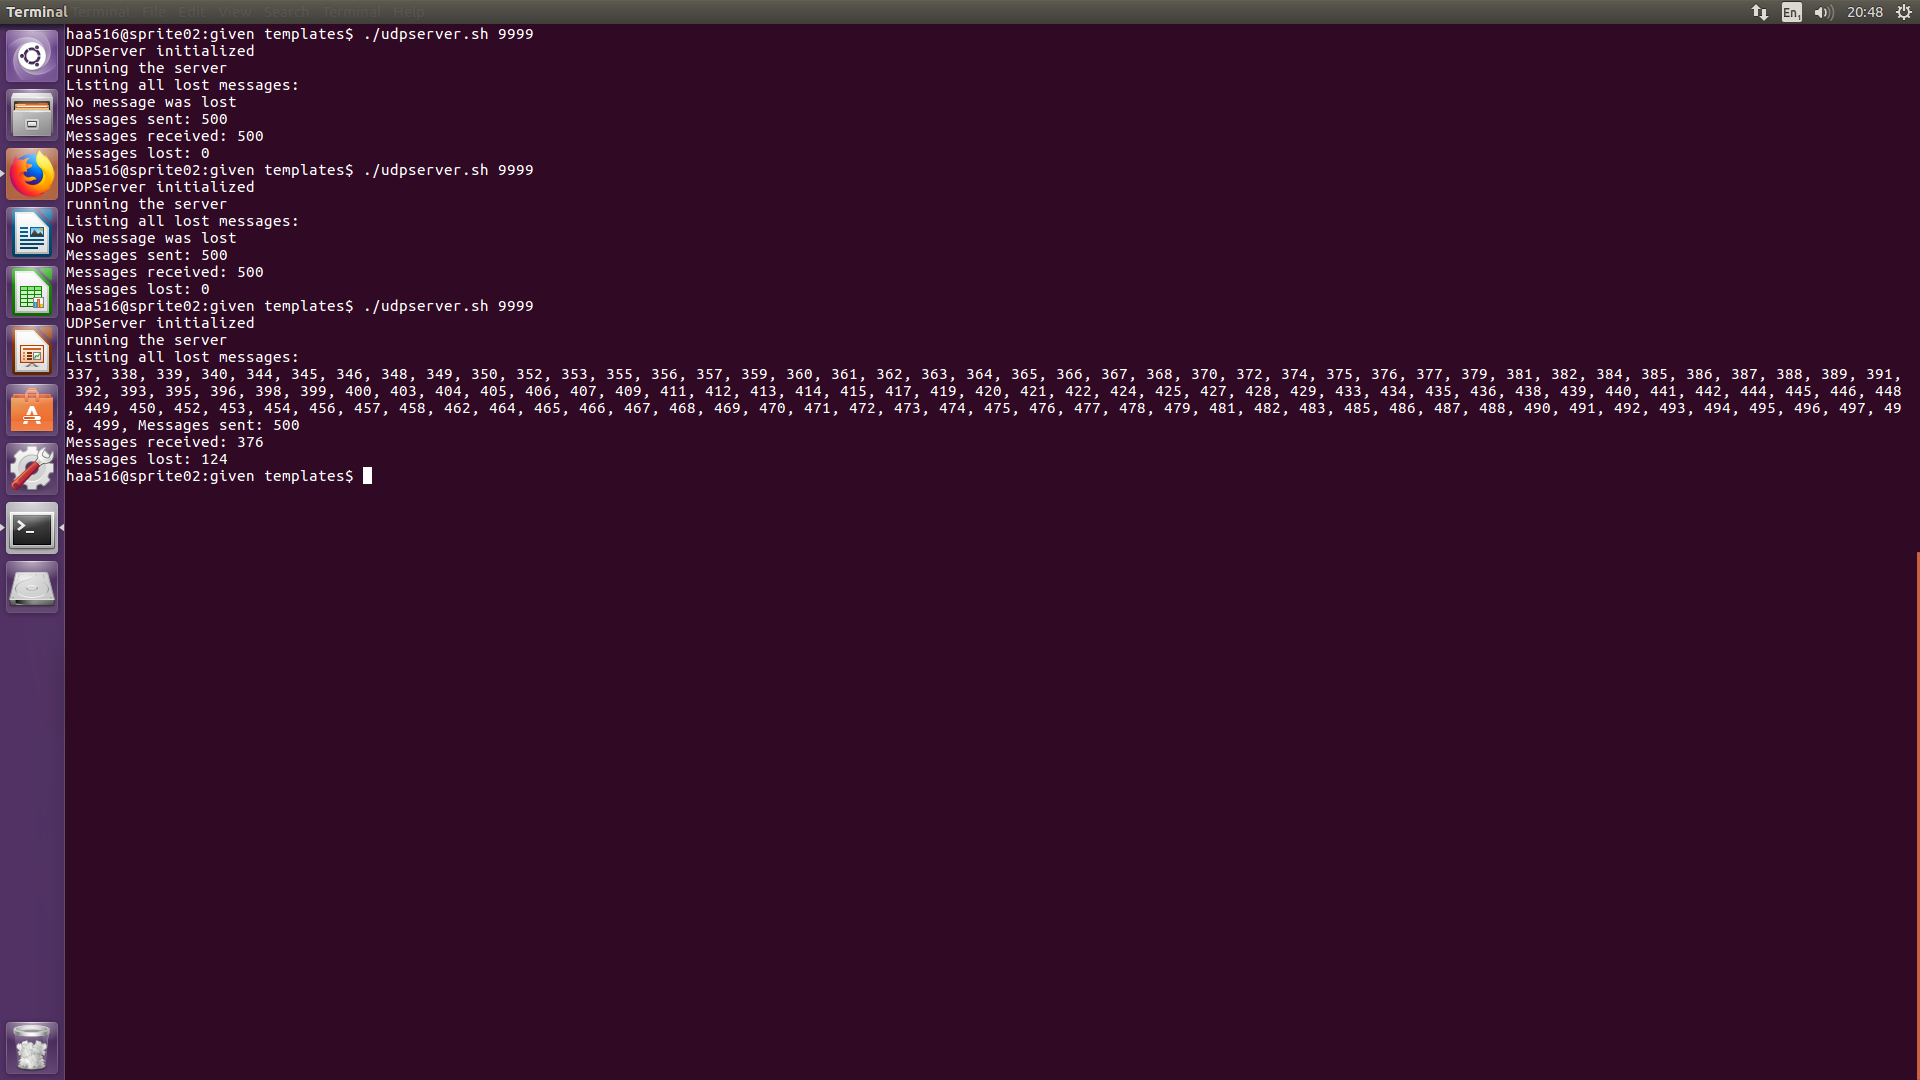 Terminal Terminal File Edit View Search Terminal Help En1 20:48
haa516@sprite02:given templates$ ./udpserver.sh 9999
UDPServer initialized
running the server
Listing all lost messages:
No message was lost
Messages sent: 500
Messages received: 500
Messages lost: 0
haa516@sprite02:given templates$ ./udpserver.sh 9999
UDPServer initialized
running the server
Listing all lost messages:
No message was lost
Messages sent: 500
Messages received: 500
Messages lost: 0
haa516@sprite02:given templates$ ./udpserver.sh 9999
UDPServer initialized
running the server
Listing all lost messages:
337, 338, 339, 340, 344, 345, 346, 348, 349, 350, 352, 353, 355, 356, 357, 359, 360, 361, 362, 363, 364, 365, 366, 367, 368, 370, 372, 374, 375, 376, 377, 379, 381, 382, 384, 385, 386, 387, 388, 389, 391,
392, 393, 395, 396, 398, 399, 400, 403, 404, 405, 406, 407, 409, 411, 412, 413, 414, 415, 417, 419, 420, 421, 422, 424, 425, 427, 428, 429, 433, 434, 435, 436, 438, 439, 440, 441, 442, 444, 445, 446, 448
, 449, 450, 452, 453, 454, 456, 457, 458, 462, 464, 465, 466, 467, 468, 469, 470, 471, 472, 473, 474, 475, 476, 477, 478, 479, 481, 482, 483, 485, 486, 487, 488, 490, 491, 492, 493, 494, 495, 496, 497, 49
8, 499, Messages sent: 500
Messages received: 376
Messages lost: 124
haa516@sprite02:given templates$